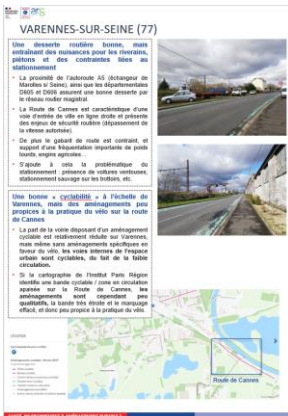 ars
VARENNES-SUR-SEINE (77)
Une desserte routière bonne, mais
entraînant des nuisances pour les riverains,
piétons et des contraintes liées au
stationnement
- La proximité de l'autoroute A5 (échangeur de
Marolles s/ Seine), ainsi que les départementales
D605 et D606 assurent une bonne desserte par
le réseau routier magistral.
- La Route de Cannes est caractéristique d'une
voie d'entrée de ville en ligne droite et présente
des enjeux de sécurité routière (dépassement de
la vitesse autorisée).
- De plus le gabarit de route est contraint, et
support d'une fréquentation importante de poids
lourds, engins agricoles...
- S'ajoute à cela la problématique du
stationnement : présence de voitures ventouses,
stationnement sauvage sur les bottoirs, etc.
Une bonne « cyclabilité » à l'échelle de
Varennes, mais des aménagements peu
propices à la pratique du vélo sur la route
de Cannes
- La part de la voirie disposant d'un aménagement
cyclable est relativement réduite sur Varennes,
mais même sans aménagements spécifiques en
faveur du vélo, les voies internes de l'espace
urbain sont cyclables, du fait de la faible
circulation.
- Si la cartographie de l'Institut Paris Région
identifie une bande cyclable / zone en circulation
apaisée sur la Route de Cannes, les
aménagements sont cependant peu
qualitatifs, la bande très étroite et le marquage
effacé, et donc peu propice à la pratique du vélo.
Route de Cannes